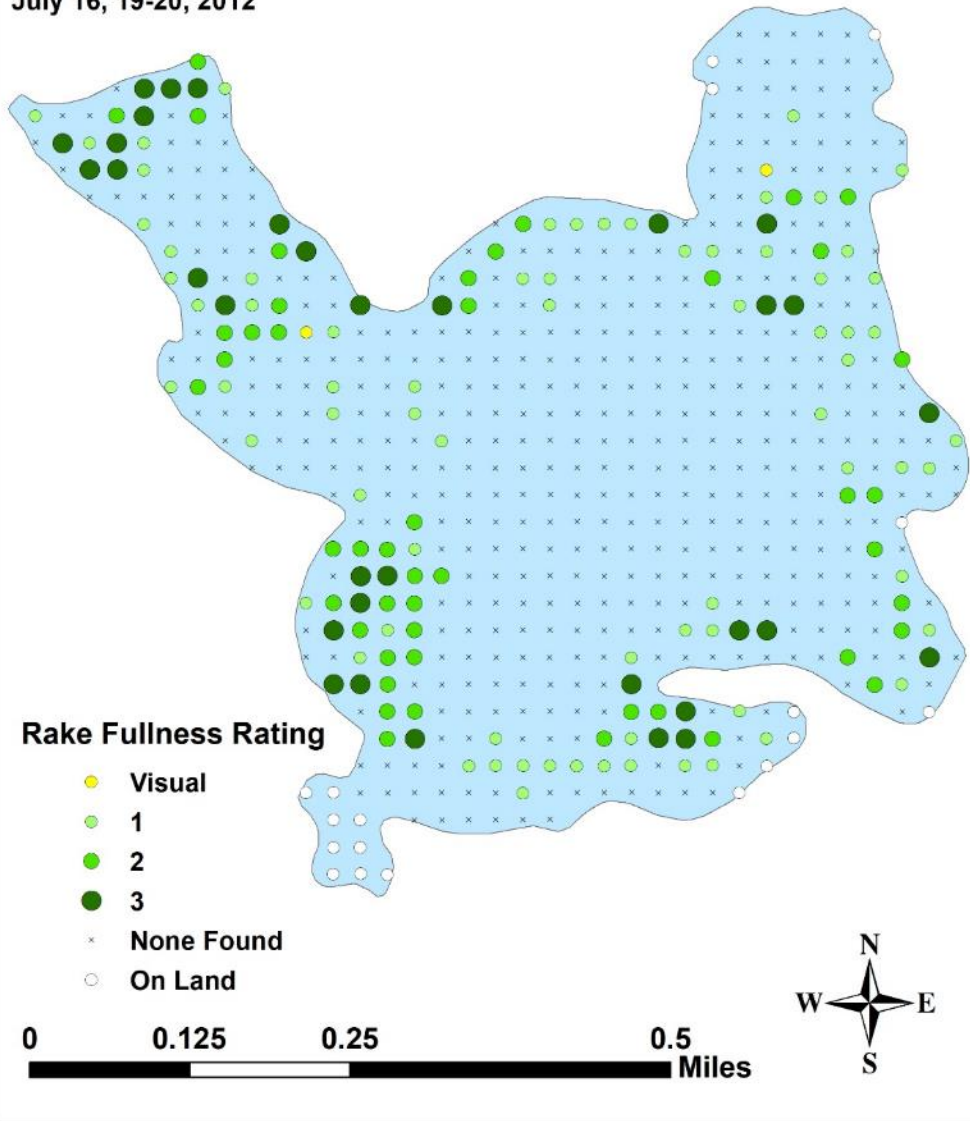 July 16, 19-20, 2012
Rake Fullness Rating
Visual
1
2
3
None Found
On Land
N
W E
S
0 0.125 0.25 0.5
Miles